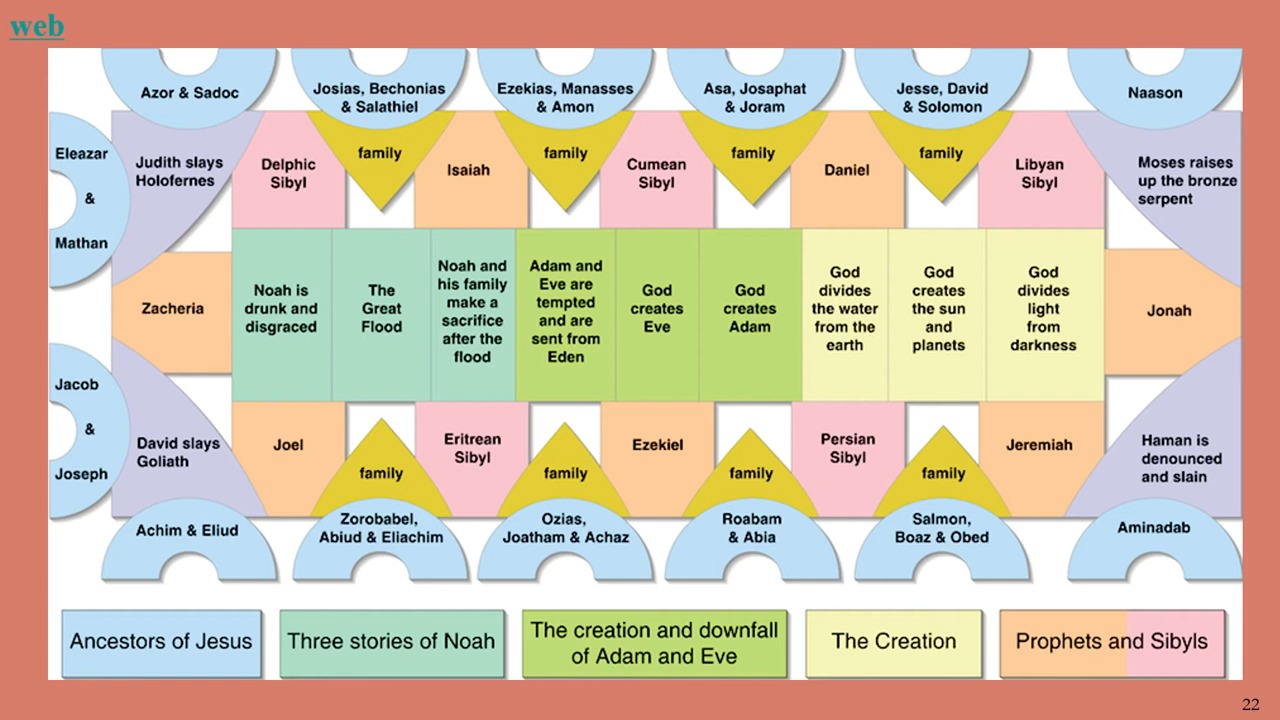 web
Azor & Sadoc
Josias, Bechonias
& Salathiel
Ezekias, Manasses
& Amon
Asa, Josaphat
& Joram
Jesse, David
& Solomon
Naason
Eleazar
&
Mathan
Judith slays
Holofernes
Delphic
Sibyl
family
Isaiah
family
Cumean
Sibyl
family
Daniel
family
Libyan
Sibyl
Moses raises
up the bronze
serpent
Zacheria
Noah is
drunk and
disgraced
The
Great
Flood
Noah and
his family
make a
sacrifice
after the
flood
Adam and
Eve are
tempted
and are
sent from
Eden
God
creates
Eve
God
creates
Adam
God
divides
the water
from the
earth
God
creates
the sun
and
planets
God
divides
light
from
darkness
Jonah
Jacob
&
Joseph
David slays
Goliath
Joel
family
Eritrean
Sibyl
family
Ezekiel
family
Persian
Sibyl
family
Jeremiah
Haman is
denounced
and slain
Achim & Eliud
Zorobabel,
Abiud & Eliachim
Ozias,
Joatham & Achaz
Roabam
& Abia
Salmon,
Boaz & Obed
Aminadab
Ancestors of Jesus
Three stories of Noah
The creation and downfall
of Adam and Eve
The Creation
Prophets and Sibyls
22